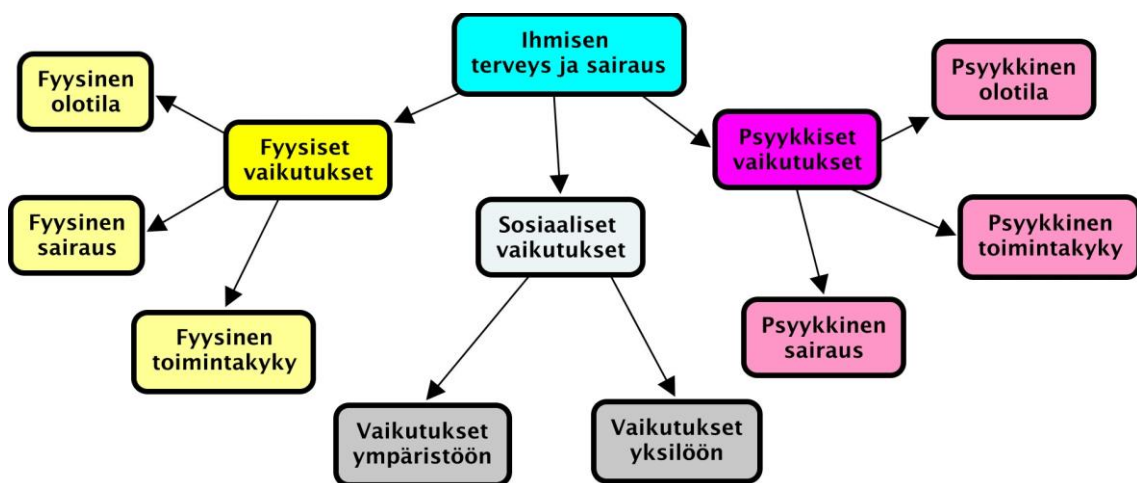 Ihmisen
terveys ja sairaus
Fyysinen
olotila
Psyykkinen
olotila
Fyysiset
vaikutukset
Psyykkiset
vaikutukset
Fyysinen
sairaus
Sosiaaliset
vaikutukset
Psyykkinen
toimintakyky
Fyysinen
toimintakyky
Psyykkinen
sairaus
Vaikutukset
ympäristöön
Vaikutukset
yksilöön